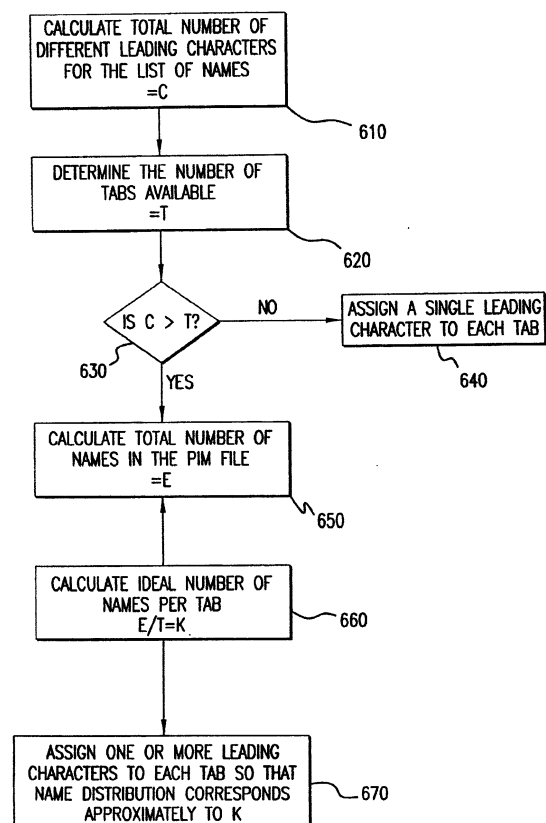 CALCULATE TOTAL NUMBER OF
DIFFERENT LEADING CHARACTERS
FOR THE LIST OF NAMES
=C
610
DETERMINE THE NUMBER OF
TABS AVAILABLE
=T
620
IS C > T?
630
NO
ASSIGN A SINGLE LEADING
CHARACTER TO EACH TAB
640
YES
CALCULATE TOTAL NUMBER OF
NAMES IN THE PIM FILE
=E
650
CALCULATE IDEAL NUMBER OF
NAMES PER TAB
E/T=K
660
ASSIGN ONE OR MORE LEADING
CHARACTERS TO EACH TAB SO THAT
NAME DISTRIBUTION CORRESPONDS
APPROXIMATELY TO K
670